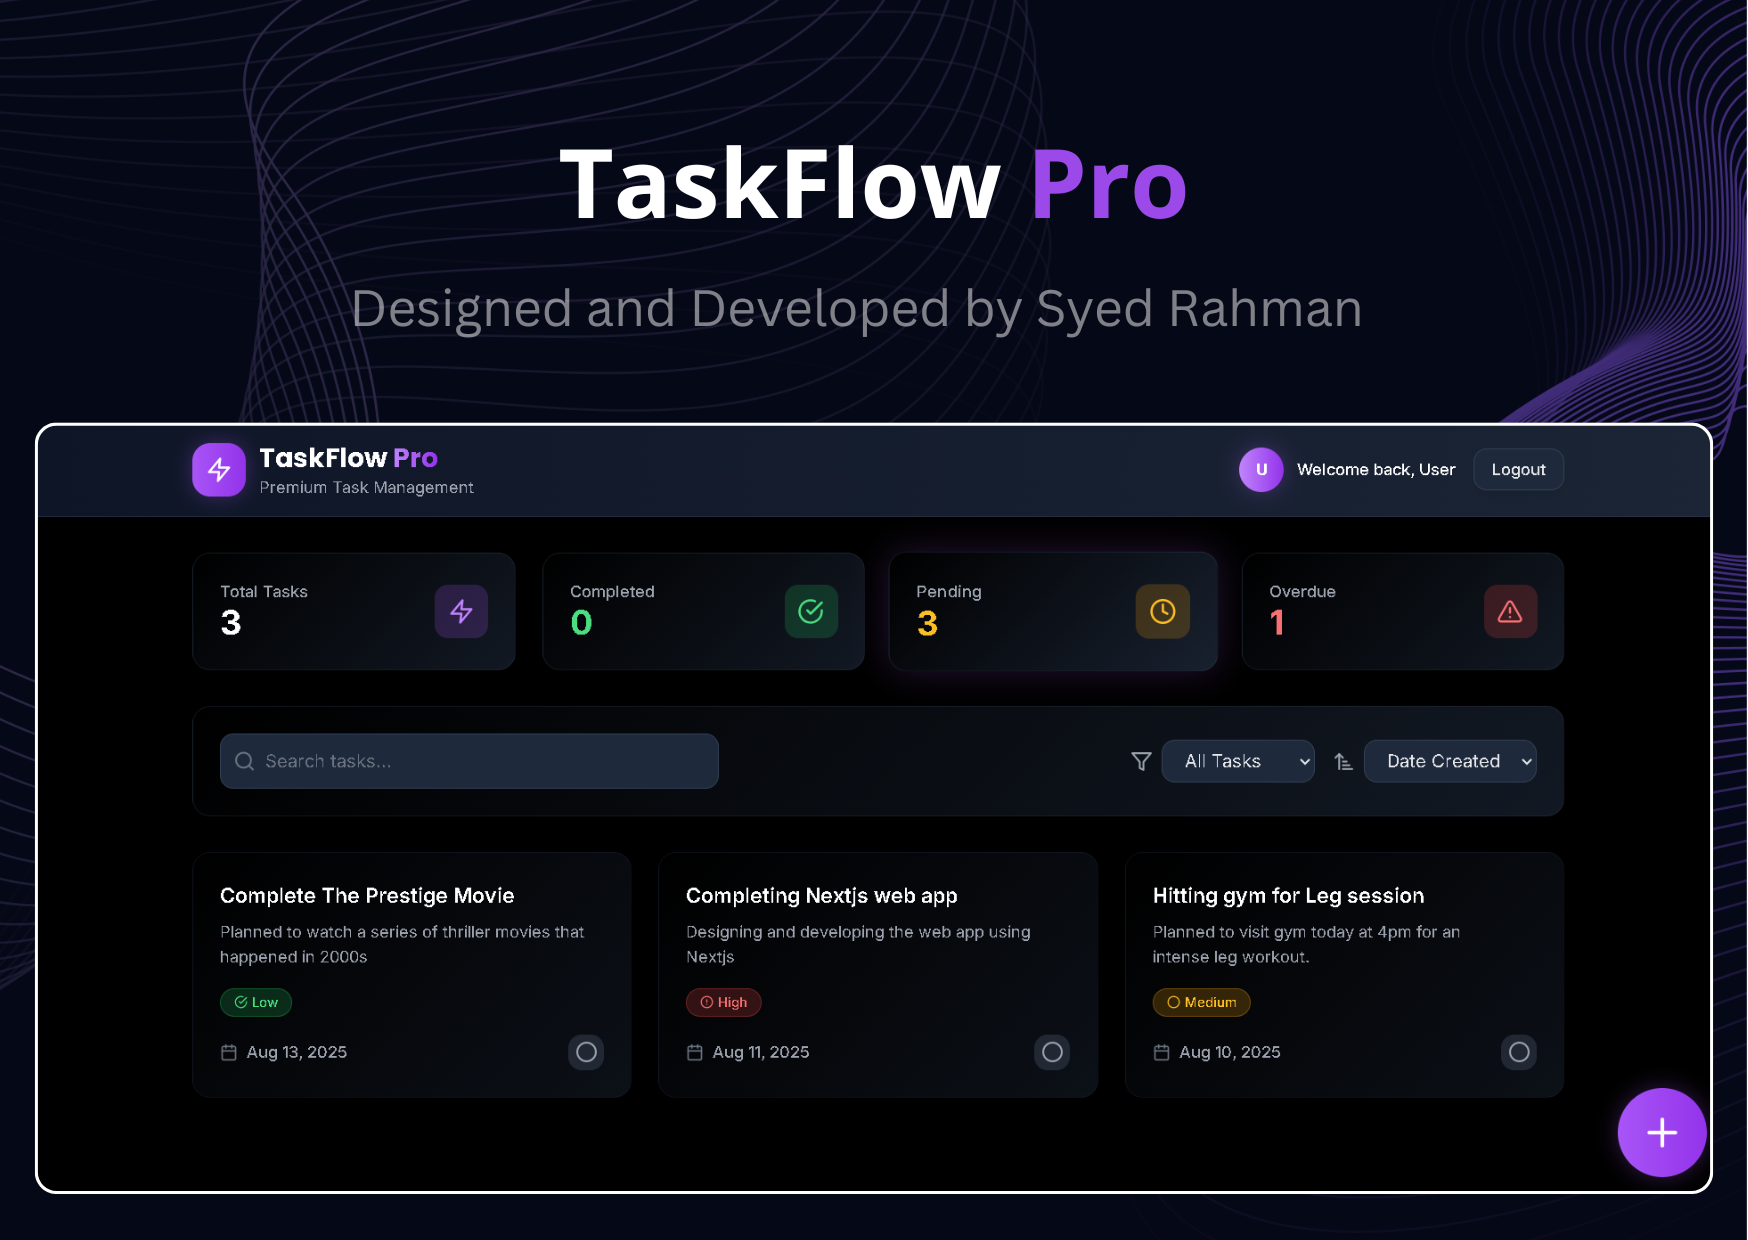 TaskFlow Pro
Designed and Developed by Syed Rahman
TaskFlow Pro
Premium Task Management
U
Welcome back, User
Logout
Total Tasks
3
Completed
0
Pending
3
Overdue
1
Search tasks...
All Tasks
Date Created
Complete The Prestige Movie
Planned to watch a series of thriller movies that
happened in 2000s
Low
Aug 13, 2025
Completing Nextjs web app
Designing and developing the web app using
Nextjs
High
Aug 11, 2025
Hitting gym for Leg session
Planned to visit gym today at 4pm for an
intense leg workout.
Medium
Aug 10, 2025